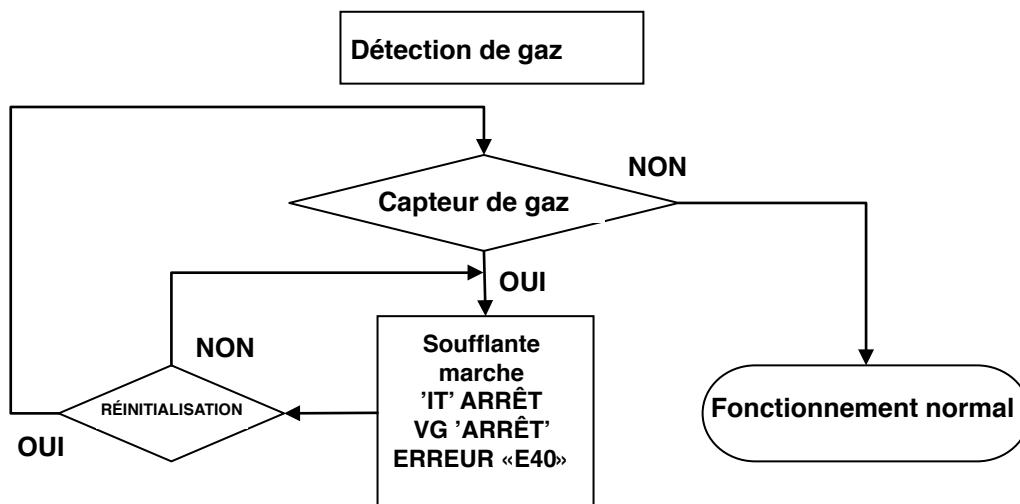 Détection de gaz
NON
Capteur de gaz
OUI
Soufflante
marche
'IT' ARRÊT
VG 'ARRÊT'
ERREUR «E40»
NON
RÉINITIALISATION
OUI
Fonctionnement normal